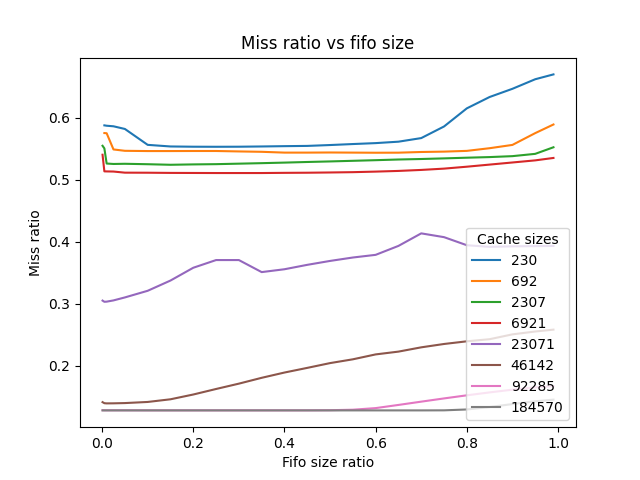 Miss ratio vs fifo size
Miss ratio
0.6
0.5
0.4
0.3
0.2
Cache sizes
230
692
2307
6921
23071
46142
92285
184570
0.0 0.2 0.4 0.6 0.8 1.0
Fifo size ratio